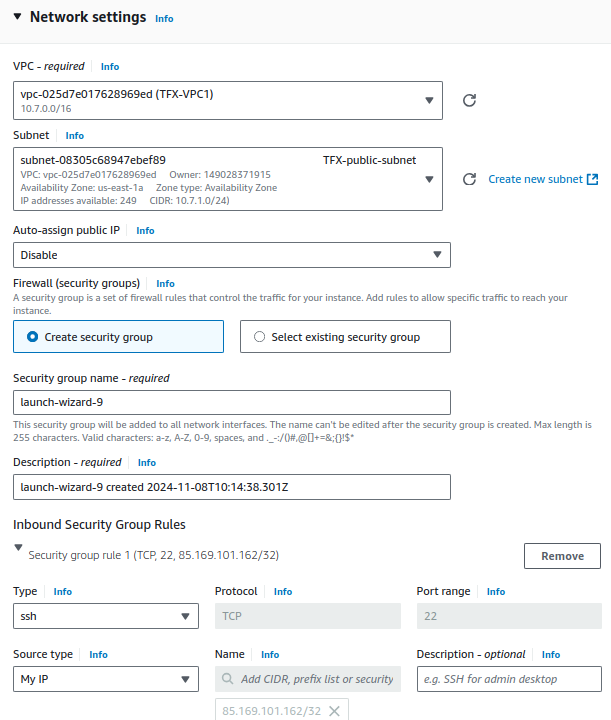 Network settings Info
VPC - required Info
vpc-025d7e017628969ed (TFX-VPC1)
10.7.0.0/16
Subnet Info
subnet-08305c68947ebef89 TFX-public-subnet
VPC: vpc-025d7e017628969ed Owner: 149028371915
Availability Zone: us-east-1a Zone type: Availability Zone
IP addresses available: 249 CIDR: 10.7.1.0/24)
Create new subnet
Auto-assign public IP Info
Disable
Firewall (security groups) Info
A security group is a set of firewall rules that control the traffic for your instance. Add rules to allow specific traffic to reach your
instance.
Create security group
Select existing security group
Security group name - required
launch-wizard-9
This security group will be added to all network interfaces. The name can't be edited after the security group is created. Max length is
255 characters. Valid characters: a-z, A-Z, 0-9, spaces, and ._-:/()#,@[]+=&;{}!$*
Description - required Info
launch-wizard-9 created 2024-11-08T10:14:38.301Z
Inbound Security Group Rules
Security group rule 1 (TCP, 22, 85.169.101.162/32)
Remove
Type Info
Protocol Info
Port range Info
ssh
TCP
22
Source type Info
Name Info
Description - optional Info
My IP
Add CIDR, prefix list or security
e.g. SSH for admin desktop
85.169.101.162/32